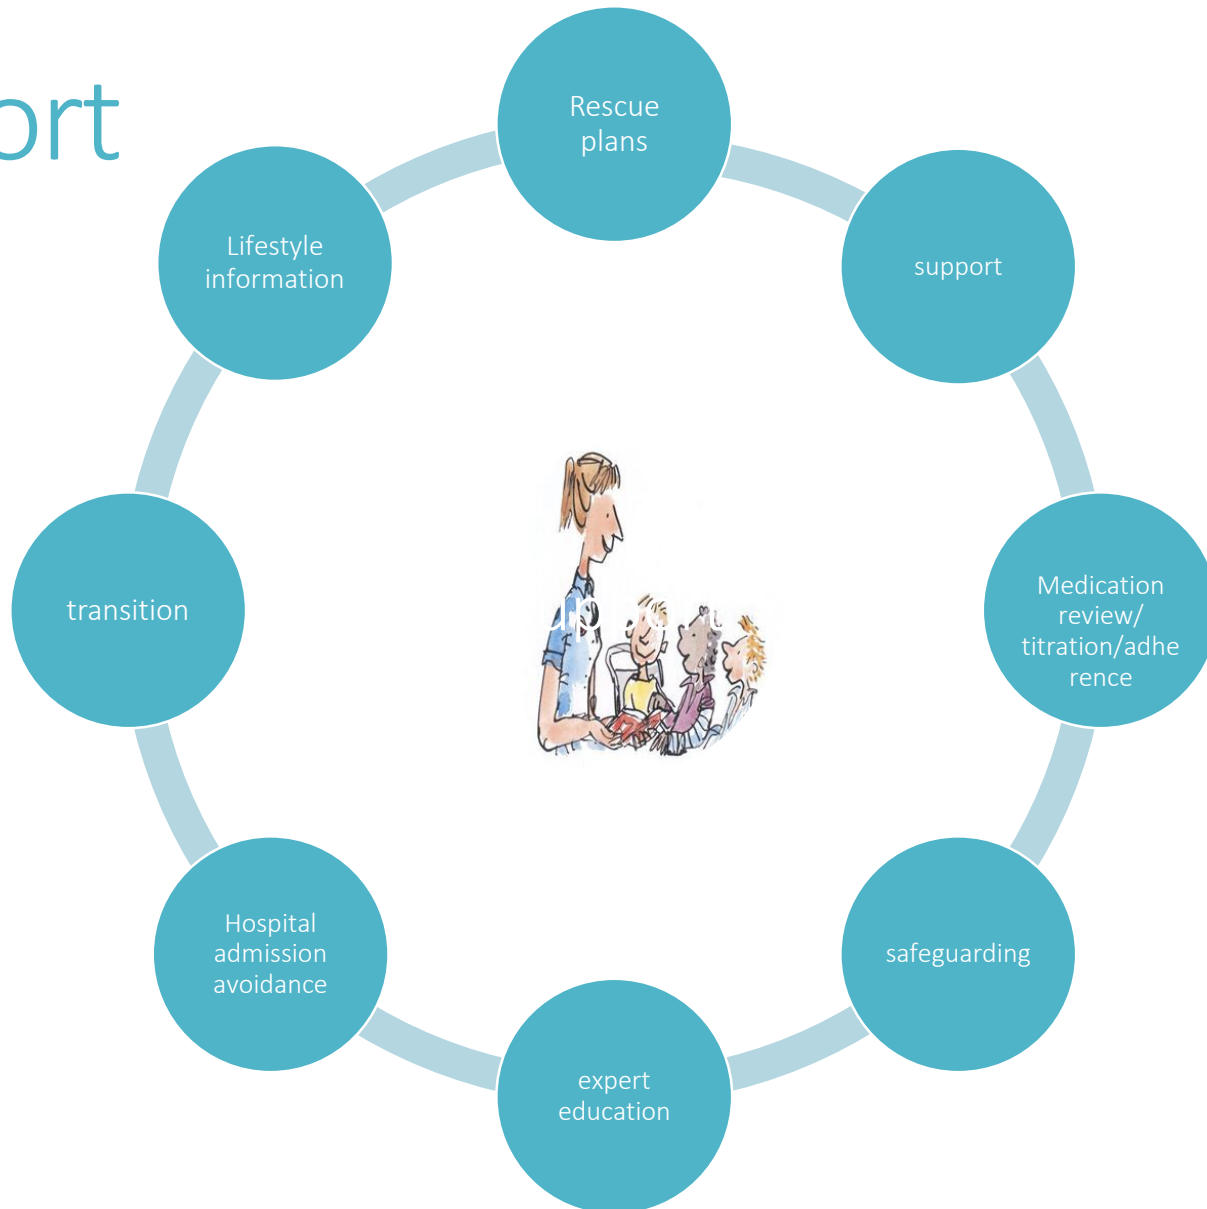 ort
Rescue
plans
support
Medication
review/
titration/adhe
rence
safeguarding
expert
education
Hospital
admission
avoidance
transition
Lifestyle
information